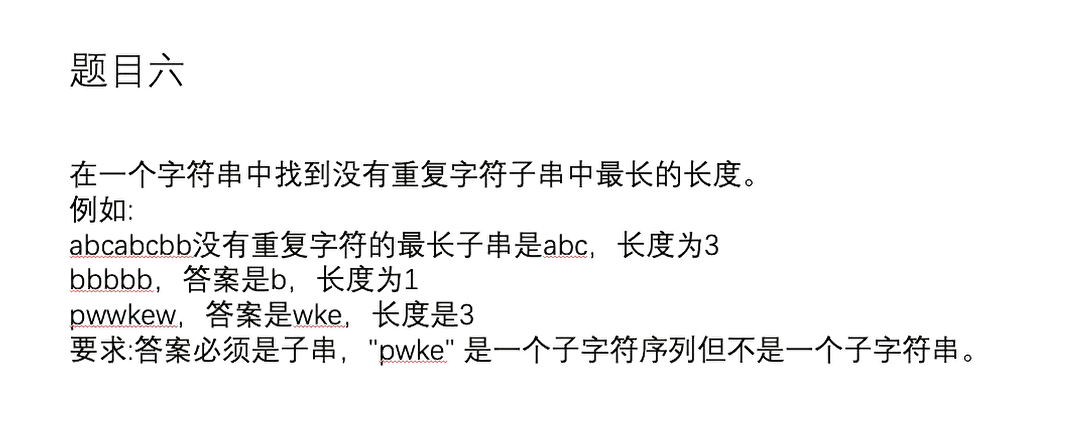 题目六
在一个字符串中找到没有重复字符子串中最长的长度。
例如:
abcabcbb没有重复字符的最长子串是abc，长度为3
bbbbb，答案是b，长度为1
pwwkew，答案是wke，长度是3
要求:答案必须是子串，"pwke" 是一个子字符序列但不是一个子字符串。